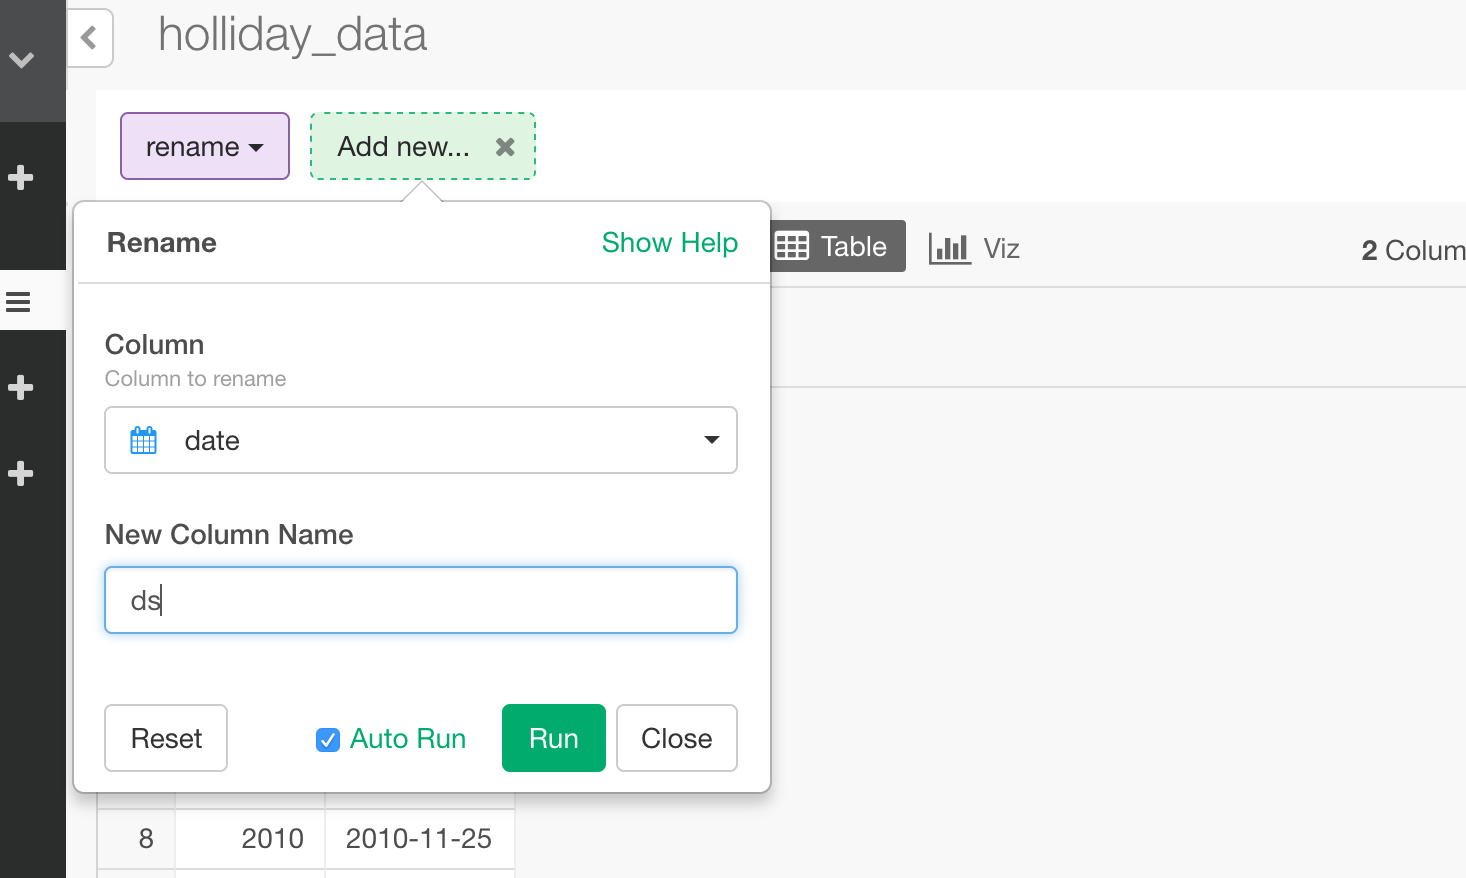 holliday_data
rename
Add new...
Rename
Show Help
Table
Viz
2 Colum
Column
Column to rename
date
New Column Name
ds
Reset
Auto Run
Run
Close
8 2010 2010-11-25